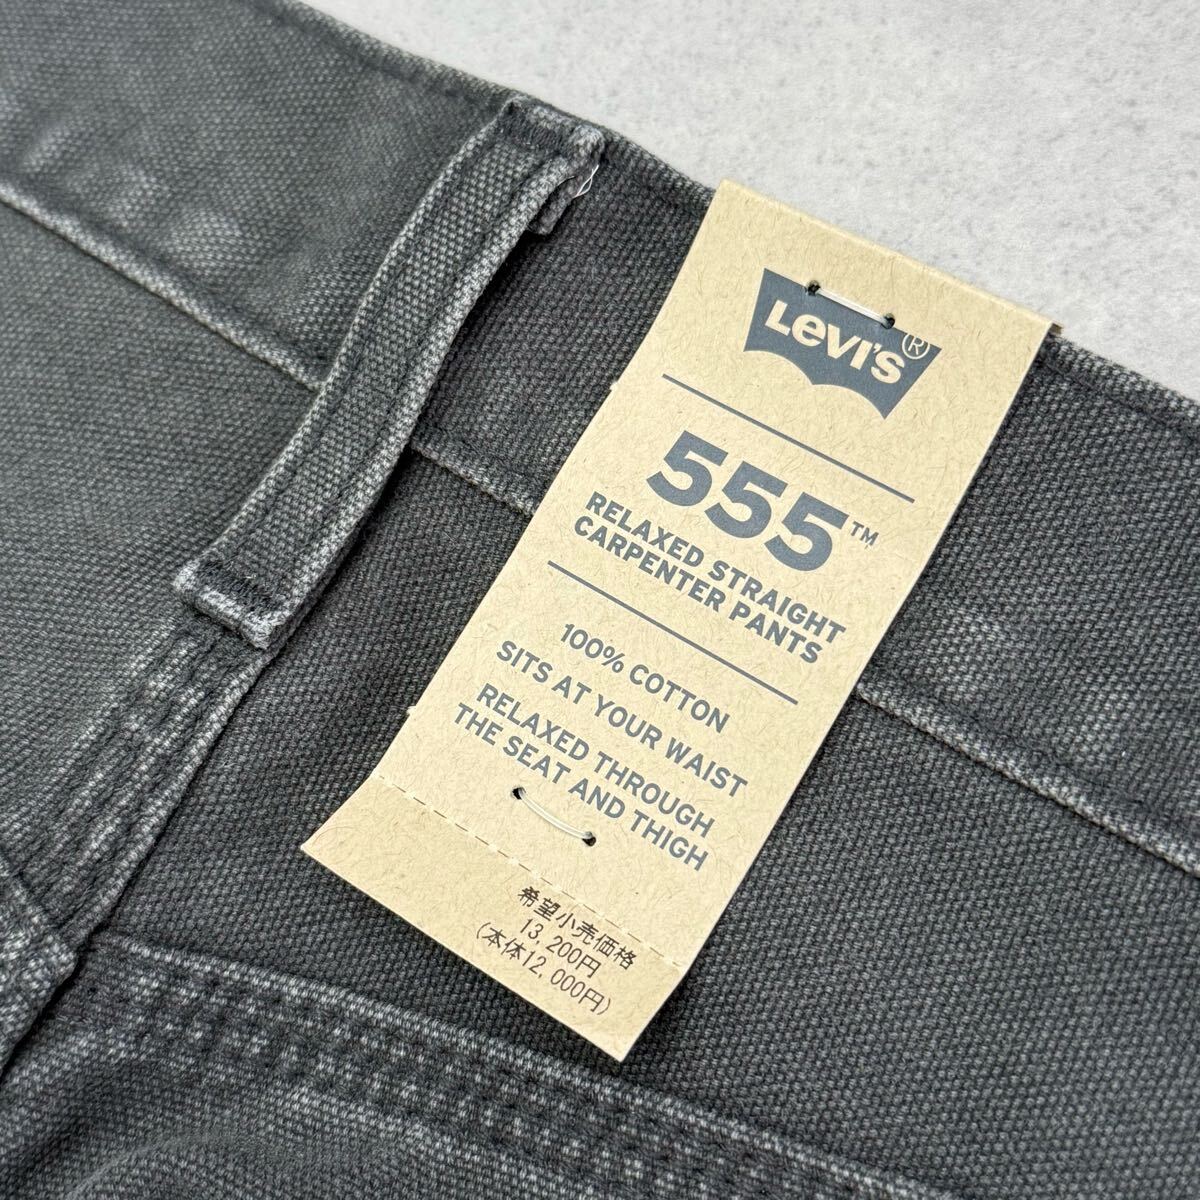 LEVI'S®
555™
RELAXED STRAIGHT
CARPENTER PANTS
100% COTTON
SITS AT YOUR WAIST
RELAXED THROUGH
THE SEAT AND THIGH
希望小売価格
13,200円
(本体12,000円)